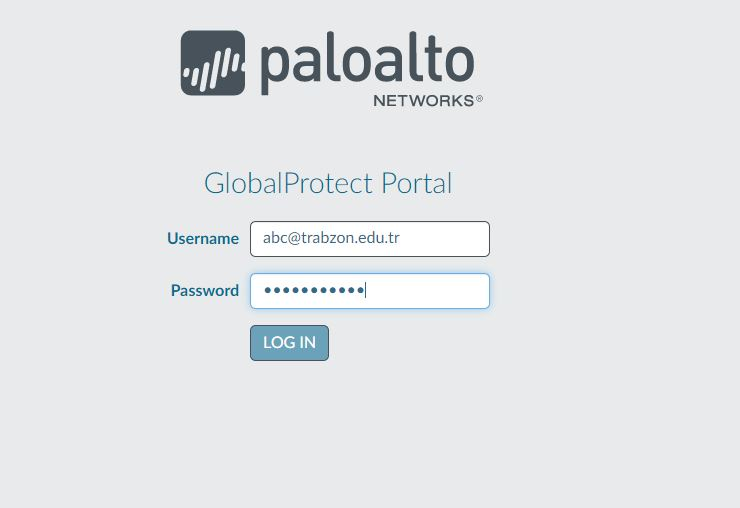 paloalto
NETWORKS®
GlobalProtect Portal
Username abc@trabzon.edu.tr
Password •••••••••••
LOG IN